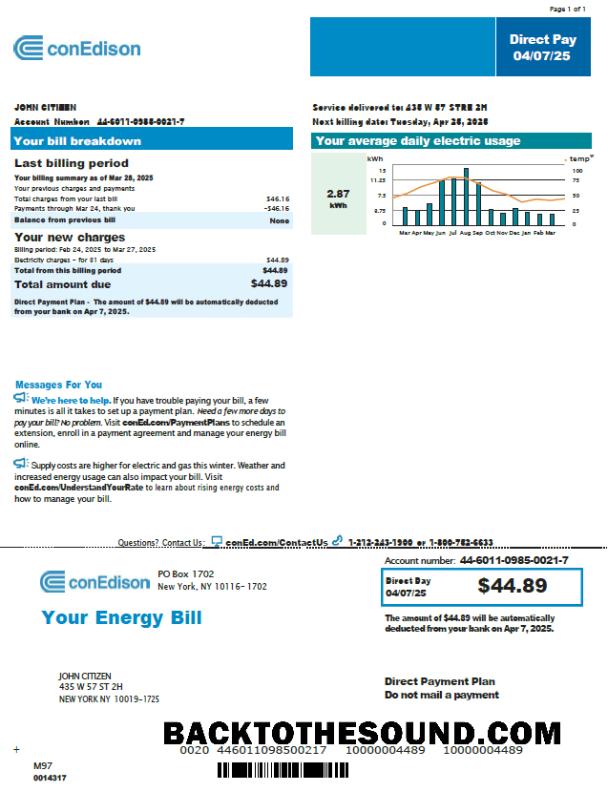 Page 1 of 1
conEdison
Direct Pay
04/07/25
JOHN CITIZEN
Account Number: 44-6011-0985-0021-7
Service delivered to: 435 W 57 STRE 2H
Next billing date: Tuesday, Apr 25, 2025
Your bill breakdown
Last billing period
Your billing summary as of Mar 28, 2025
Your previous charges and payments
Total charges from your last bill $46.16
Payments through Mar 24, thank you -$46.16
Balance from previous bill None
Your new charges
Billing period: Feb 24, 2025 to Mar 27, 2025
Electricity charges - for 31 days $44.89
Total from this billing period $44.89
Total amount due $44.89
Direct Payment Plan - The amount of $44.89 will be automatically deducted
from your bank on Apr 7, 2025.
Your average daily electric usage
2.87
kWh
kWh
temp°
15
11.25
7.5
3.75
0
100
75
50
25
0
Mar Apr May Jun Jul Aug Sep Oct Nov Dec Jan Feb Mar
Messages For You
We're here to help. If you have trouble paying your bill, a few
minutes is all it takes to set up a payment plan. Need a few more days to
pay your bill? No problem. Visit conEd.com/PaymentPlans to schedule an
extension, enroll in a payment agreement and manage your energy bill
online.
Supply costs are higher for electric and gas this winter. Weather and
increased energy usage can also impact your bill. Visit
conEd.com/UnderstandYourRate to learn about rising energy costs and
how to manage your bill.
Questions? Contact Us: conEd.com/ContactUs 1-212-243-1900 or 1-800-752-6633
conEdison
PO Box 1702
New York, NY 10116-1702
Your Energy Bill
Account number: 44-6011-0985-0021-7
Direct Day
04/07/25
$44.89
The amount of $44.89 will be automatically
deducted from your bank on Apr 7, 2025.
JOHN CITIZEN
435 W 57 ST 2H
NEW YORK NY 10019-1725
Direct Payment Plan
Do not mail a payment
BACKTOTHESOUND.COM
+ 0020 446011098500217 10000004489 10000004489
M97
0014317